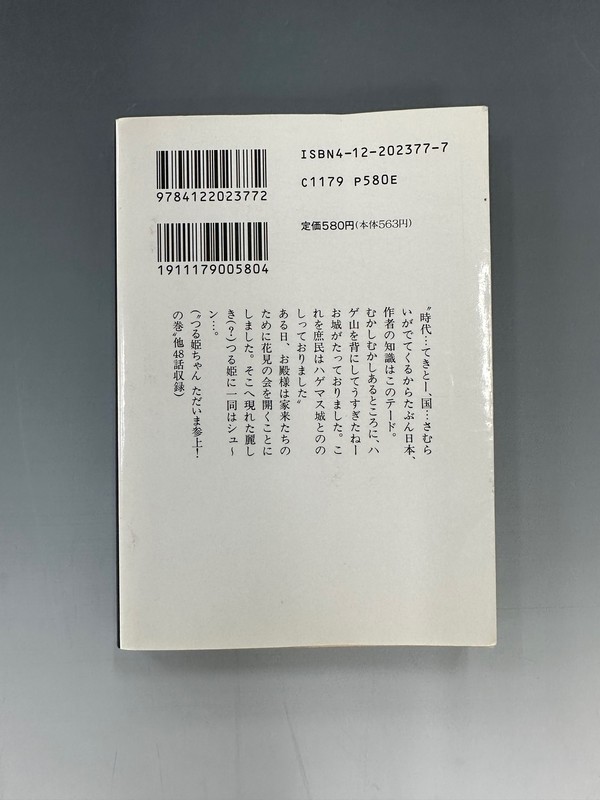 ISBN4-12-202377-7
C1179 P580E
9784122023772
定価580円(本体563円)
1911179005804
〝時代…てきとー、国…さむら
いがでてくるからたぶん日本、
作者の知識はこのテード。
むかしむかしあるところに、ハ
ゲ山を背にしてうすぎたねー
お城がたっておりました。こ
れを庶民はハゲマス城とのの
しっておりました〟
ある日、お殿様は家来たちの
ために花見の会を開くことに
しました。そこへ現れた麗し
き(?)つる姫に一同はシュ〜
ン…。
(〝つる姫ちゃん ただいま参上!
の巻〟他48話収録)